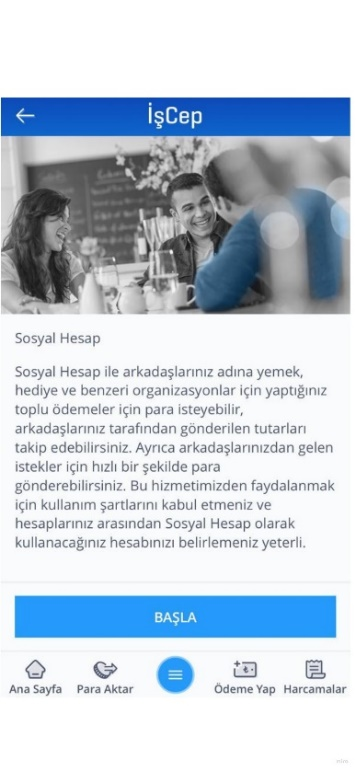 İşCep
Sosyal Hesap
Sosyal Hesap ile arkadaşlarınız adına yemek,
hediye ve benzeri organizasyonlar için yaptığınız
toplu ödemeler için para isteyebilir,
arkadaşlarınız tarafından gönderilen tutarları
takip edebilirsiniz. Ayrıca arkadaşlarınızdan gelen
istekler için hızlı bir şekilde para
gönderebilirsiniz. Bu hizmetimizden faydalanmak
için kullanım şartlarını kabul etmeniz ve
hesaplarınız arasından Sosyal Hesap olarak
kullanacağınız hesabınızı belirlemeniz yeterli.
BAŞLA
Ana Sayfa Para Aktar Ödeme Yap Harcamalar